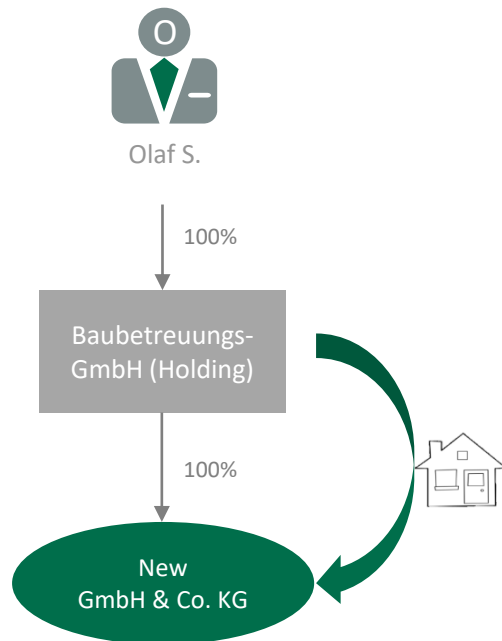 O
Olaf S.
100%
Baubetreuungs-
GmbH (Holding)
100%
New
GmbH & Co. KG